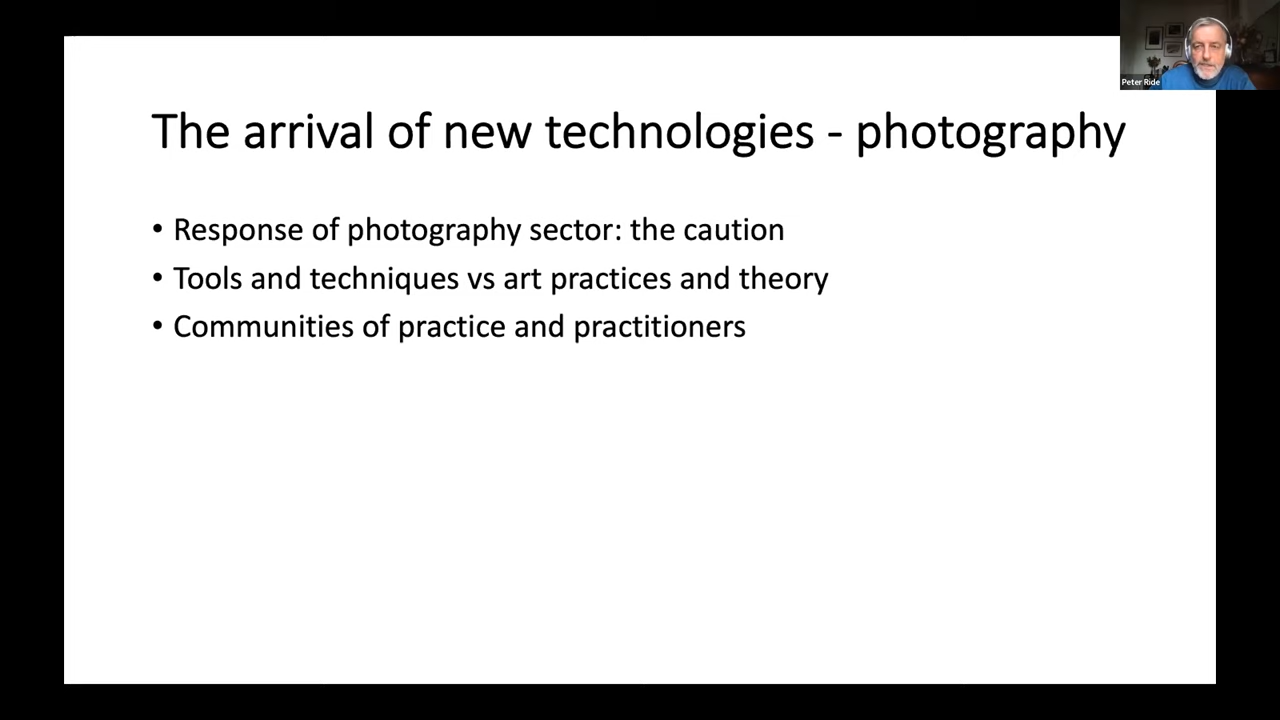 The arrival of new technologies - photography
• Response of photography sector: the caution
• Tools and techniques vs art practices and theory
• Communities of practice and practitioners
Peter Ride